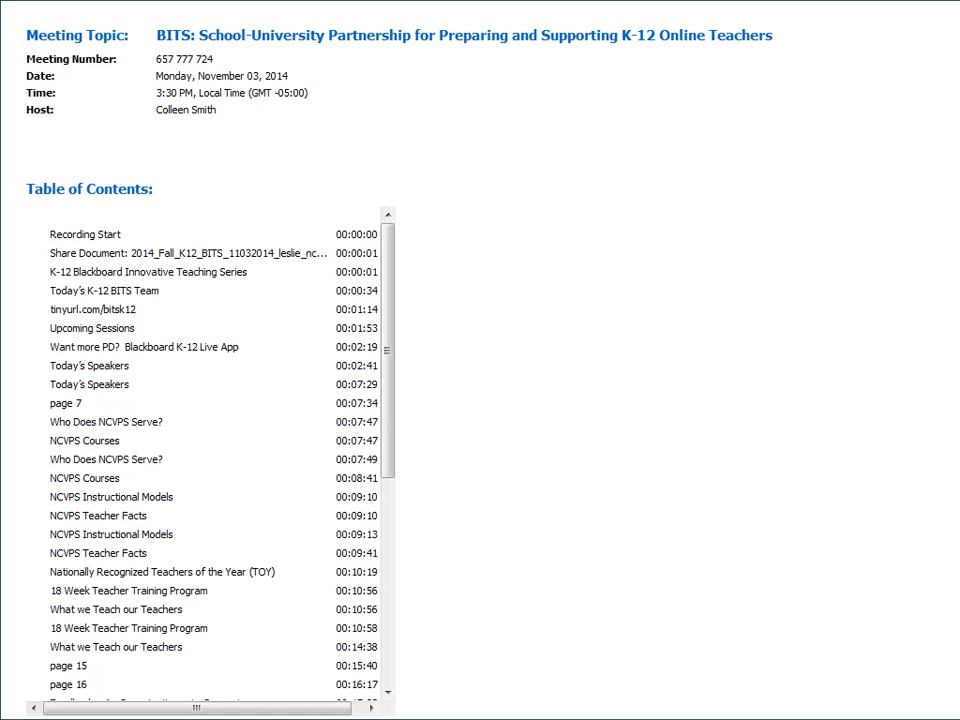 Meeting Topic: BITS: School-University Partnership for Preparing and Supporting K-12 Online Teachers
Meeting Number: 657 777 724
Date: Monday, November 03, 2014
Time: 3:30 PM, Local Time (GMT -05:00)
Host: Colleen Smith
Table of Contents:
Recording Start 00:00:00
Share Document: 2014_Fall_K12_BITS_11032014_leslie_nc... 00:00:01
K-12 Blackboard Innovative Teaching Series 00:00:01
Today's K-12 BITS Team 00:00:34
tinyurl.com/bitsk12 00:01:14
Upcoming Sessions 00:01:53
Want more PD? Blackboard K-12 Live App 00:02:19
Today's Speakers 00:02:41
Today's Speakers 00:07:29
page 7 00:07:34
Who Does NCVPS Serve? 00:07:47
NCVPS Courses 00:07:47
Who Does NCVPS Serve? 00:07:49
NCVPS Courses 00:08:41
NCVPS Instructional Models 00:09:10
NCVPS Teacher Facts 00:09:10
NCVPS Instructional Models 00:09:13
NCVPS Teacher Facts 00:09:41
Nationally Recognized Teachers of the Year (TOY) 00:10:19
18 Week Teacher Training Program 00:10:56
What we Teach our Teachers 00:10:56
18 Week Teacher Training Program 00:10:58
What we Teach our Teachers 00:14:38
page 15 00:15:40
page 16 00:16:17